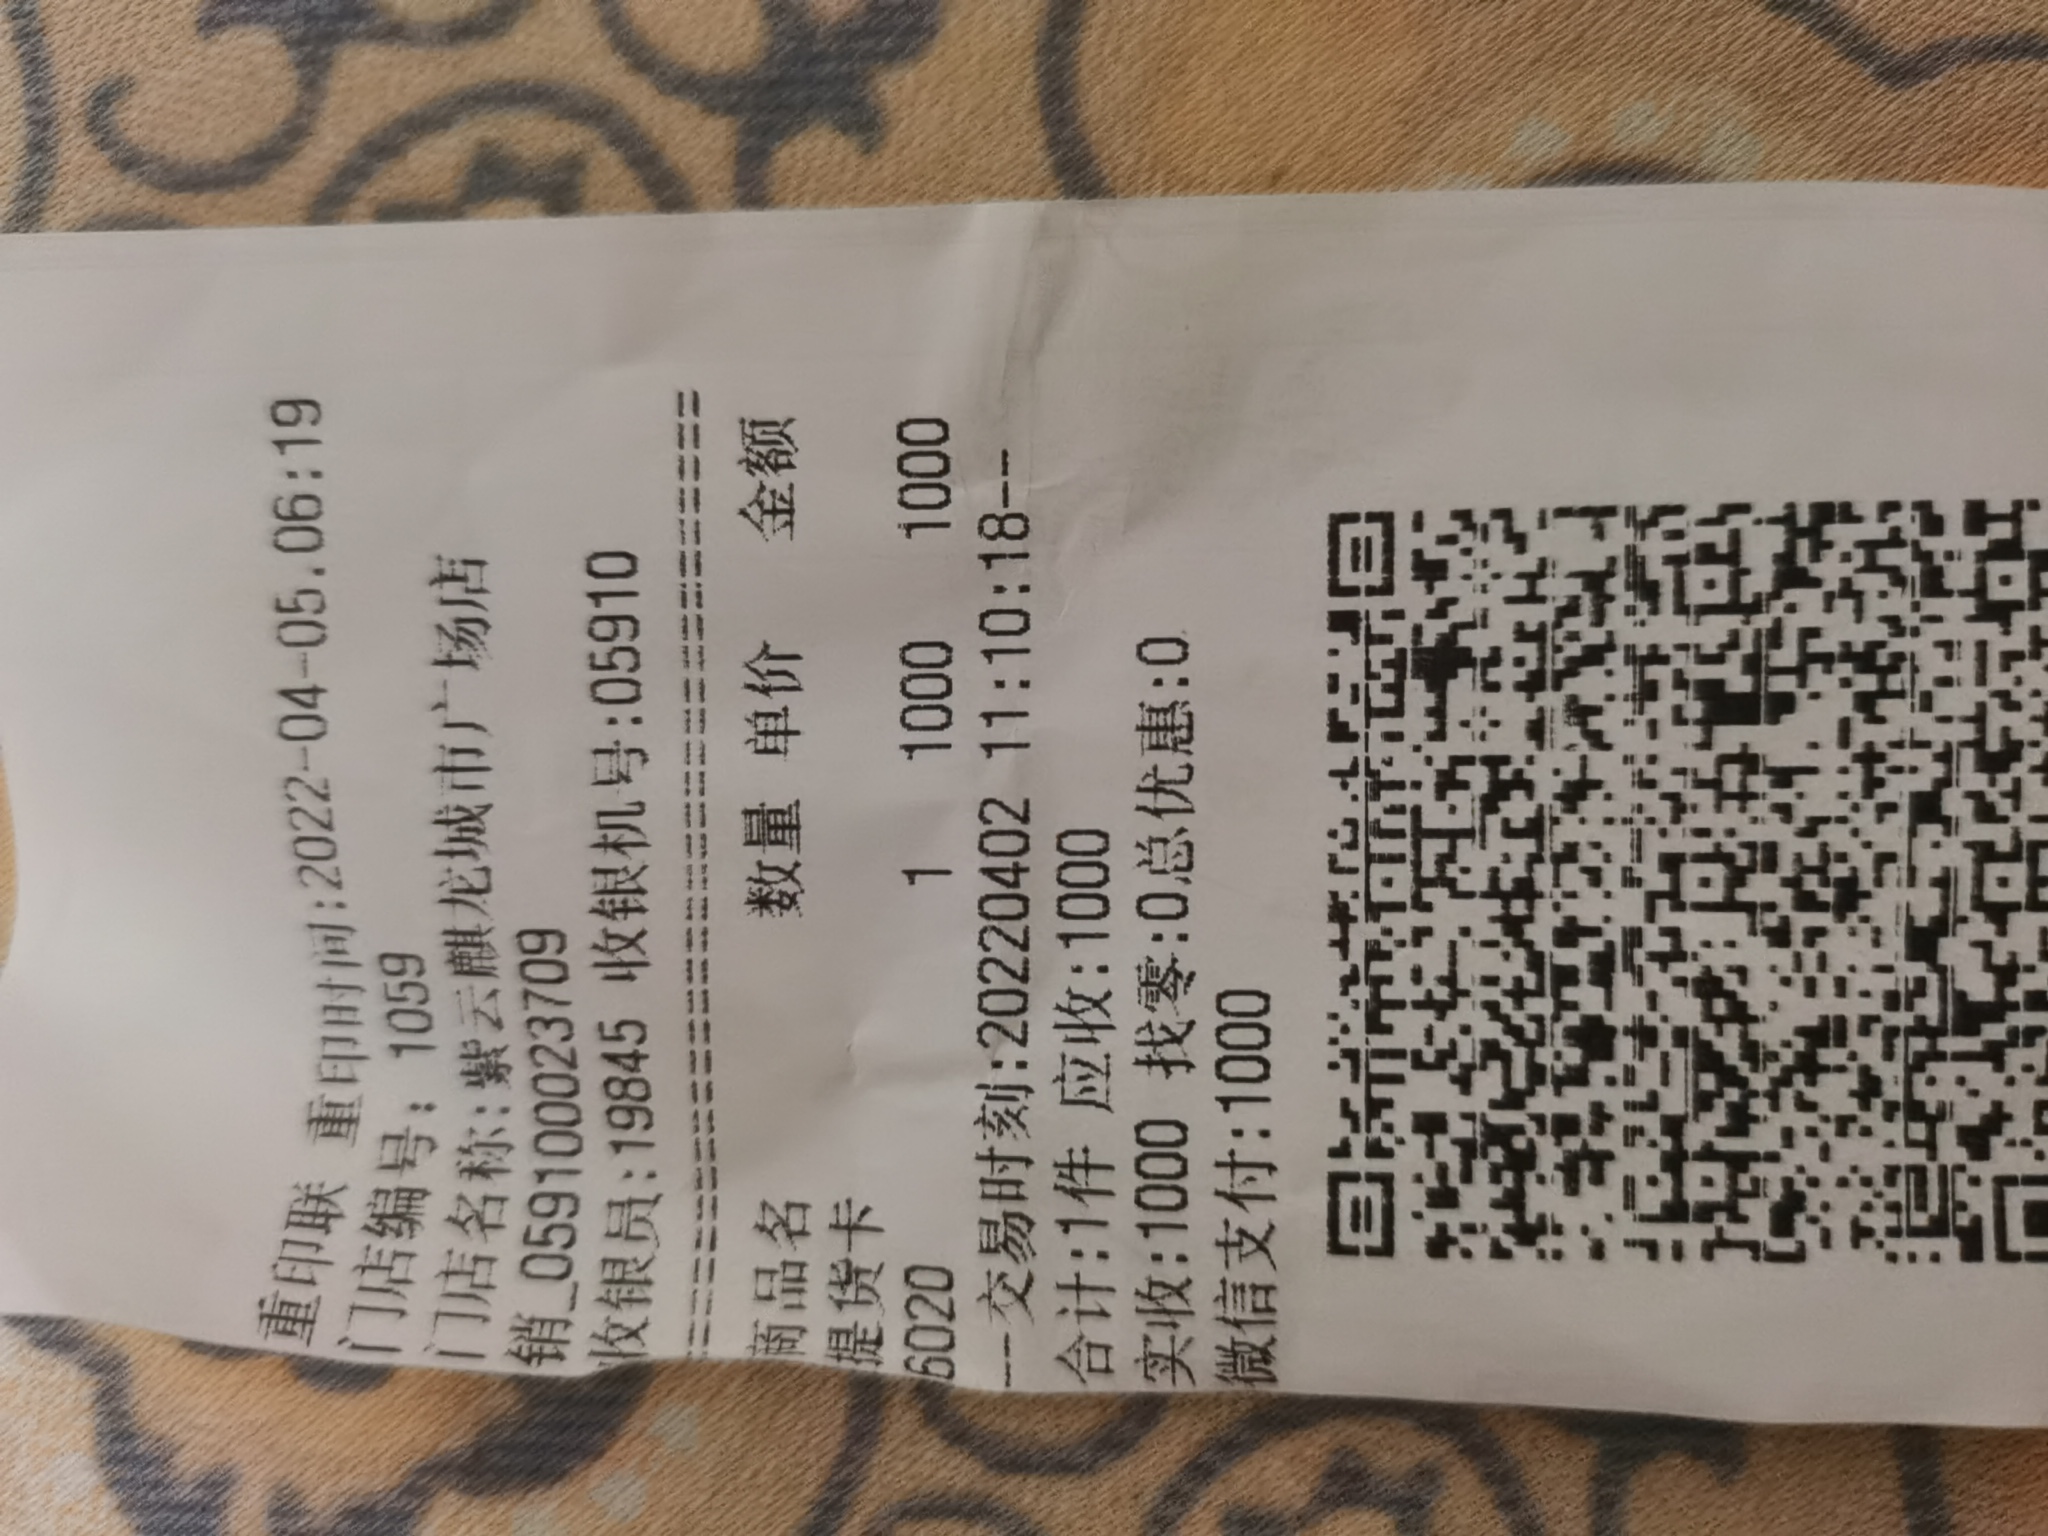 重印联 重印时间:2022-04-05.06:19
门店编号: 1059
门店名称:紫云麒龙城市广场店
销_0591000023709
收银员:19845 收银机号:05910
================================
商品名 数量 单价 金额
提货卡
6020 1 1000 1000
---交易时刻:20220402 11:10:18---
合计:1件 应收:1000
实收:1000 找零:0总优惠:0
微信支付:1000